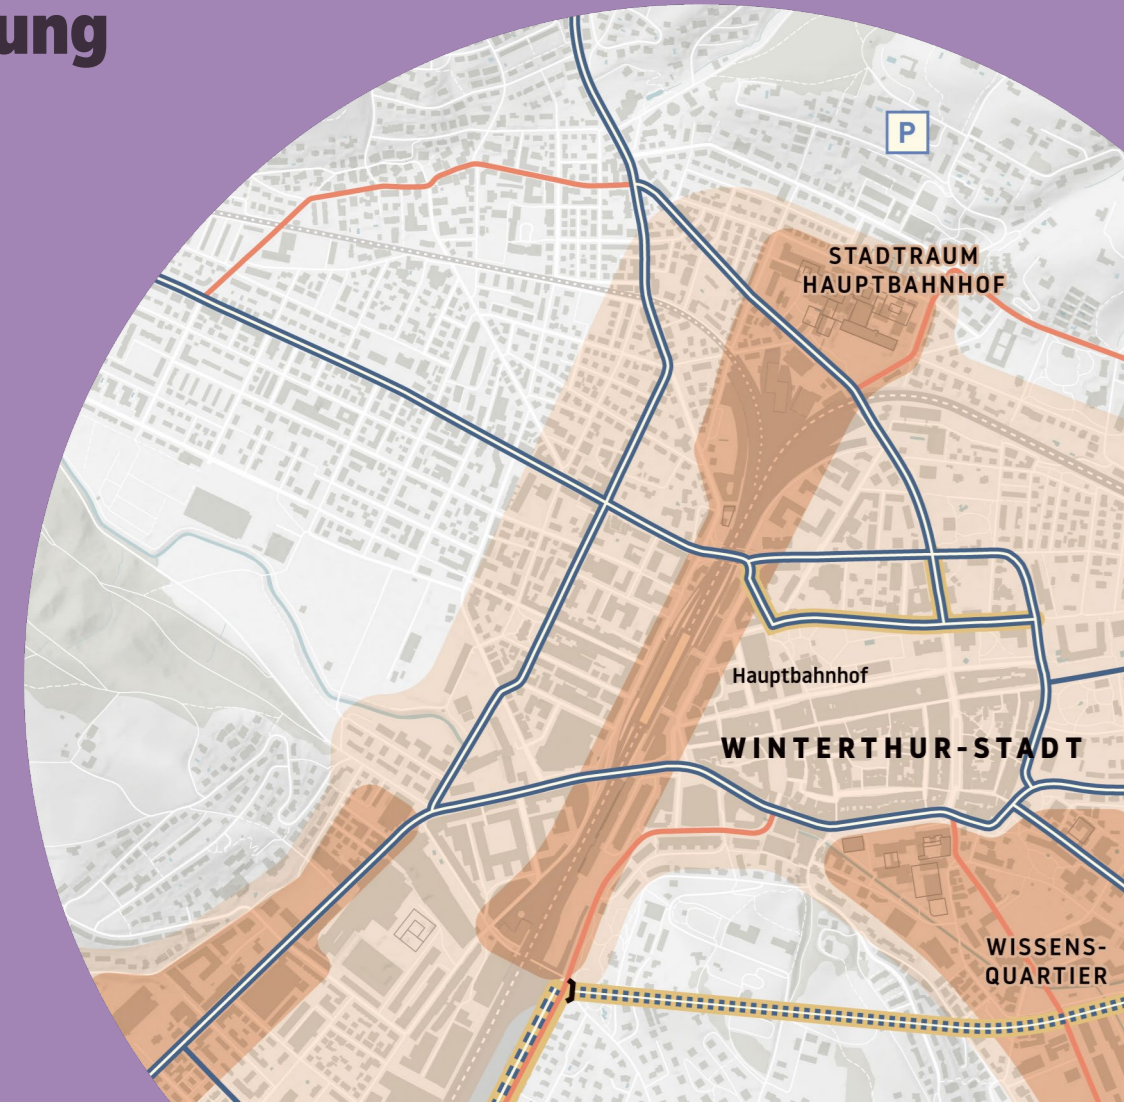 ung
P
STADTRAUM
HAUPTBAHNHOF
Hauptbahnhof
WINTERTHUR-STADT
WISSENS-
QUARTIER